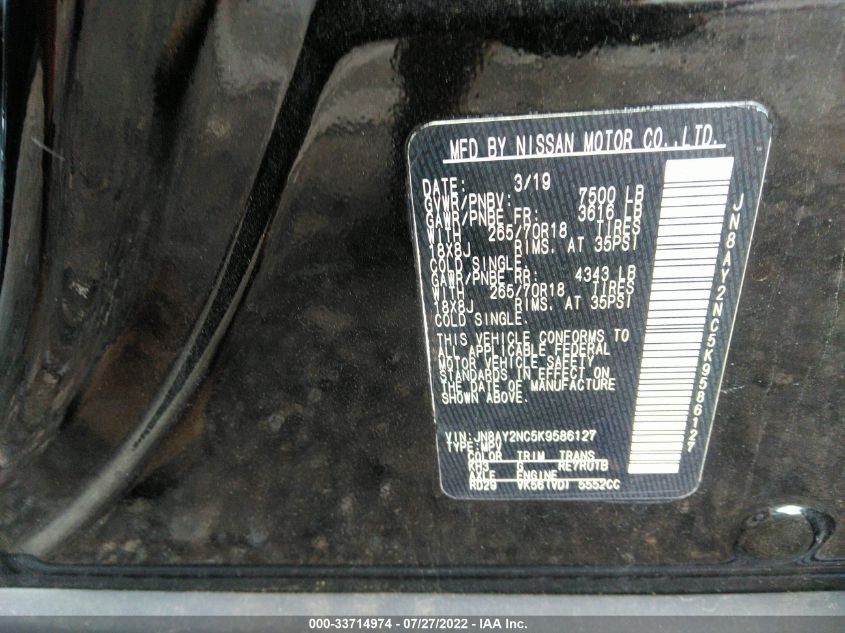 MFD BY NISSAN MOTOR CO.,LTD.
DATE: 3/19
GVWR/PNBV: 7500 LB
GAWR/PNBE FR: 3616 LB
WITH 265/70R18 TIRES
18X8J RIMS. AT 35PSI
COLD SINGLE.
GAWR/PNBE RR: 4343 LB
WITH 265/70R18 TIRES
18X8J RIMS. AT 35PSI
COLD SINGLE.
THIS VEHICLE CONFORMS TO
ALL APPLICABLE FEDERAL
MOTOR VEHICLE SAFETY
STANDARDS IN EFFECT ON
THE DATE OF MANUFACTURE
SHOWN ABOVE.
VIN:JN8AY2NC5K9586127
TYPE:MPV
COLOR TRIM TRANS
KH3 G RE7R01B
AXLE ENGINE
RD29 VK56(VD) 5552CC
JN8AY2NC5K9586127
000-33714974 / 07/27/2022 - IAA Inc.